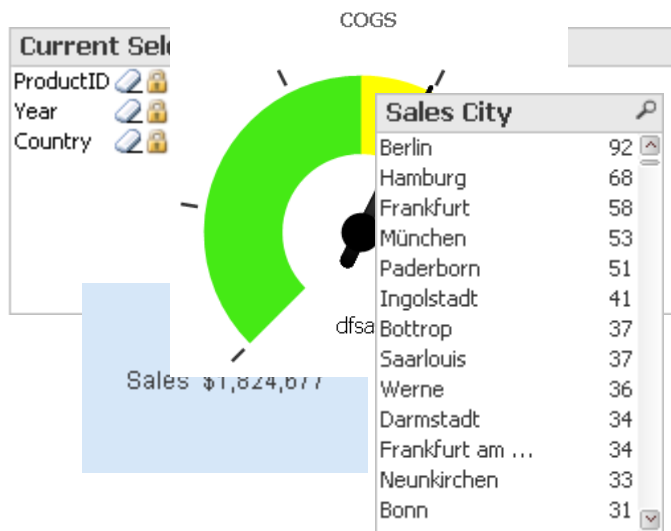 COGS
Current Sel
ProductID
Year
Country
Sales City
Berlin 92
Hamburg 68
Frankfurt 58
München 53
Paderborn 51
Ingolstadt 41
Bottrop 37
Saarlouis 37
Werne 36
Darmstadt 34
Frankfurt am ... 34
Neunkirchen 33
Bonn 31
dfsa
Sales $1,824,677